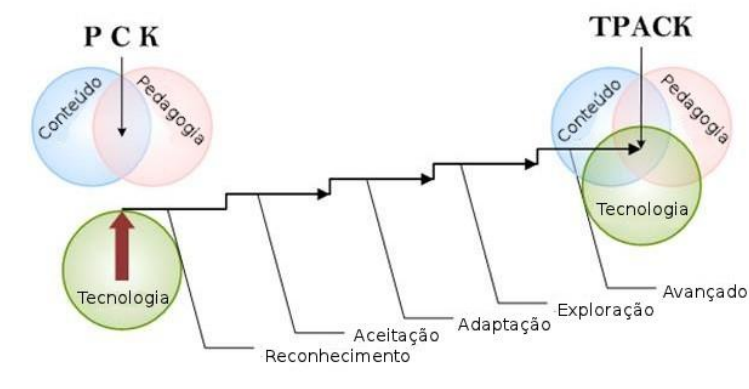 P C K
TPACK
Conteúdo
Pedagogia
Conteúdo
Pedagogia
Tecnologia
Tecnologia
Reconhecimento
Aceitação
Adaptação
Exploração
Avançado